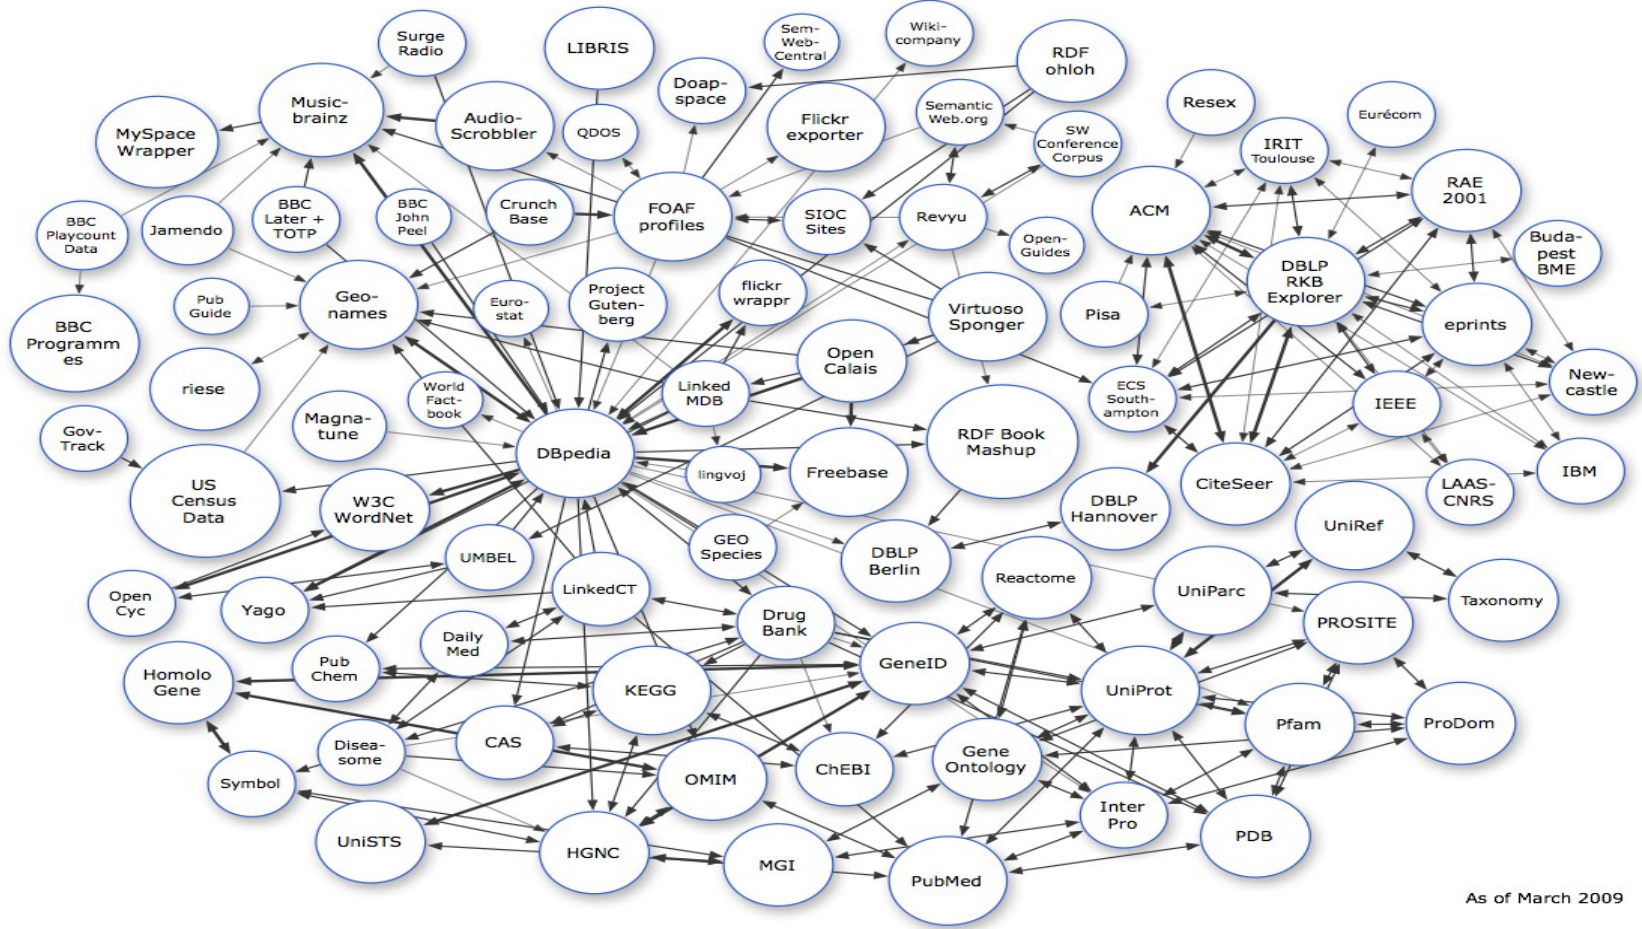 Surge
Radio
LIBRIS
Sem-
Web-
Central
Wiki-
company
RDF
ohloh
Doap-
space
Music-
brainz
MySpace
Wrapper
Audio-
Scrobbler
QDOS
Flickr
exporter
Semantic
Web.org
SW
Conference
Corpus
Resex
Eurécom
IRIT
Toulouse
RAE
2001
ACM
BBC
Playcount
Data
Jamendo
BBC
Later +
TOTP
BBC
John
Peel
Crunch
Base
FOAF
profiles
SIOC
Sites
Revyu
Open-
Guides
Buda-
pest
BME
DBLP
RKB
Explorer
Pub
Guide
Geo-
names
Euro-
stat
Project
Guten-
berg
flickr
wrappr
Virtuoso
Sponger
Pisa
eprints
BBC
Programm
es
riese
World
Fact-
book
Linked
MDB
Open
Calais
ECS
South-
ampton
IEEE
New-
castle
Gov-
Track
Magna-
tune
DBpedia
RDF Book
Mashup
lingvoj
Freebase
CiteSeer
LAAS-
CNRS
IBM
US
Census
Data
W3C
WordNet
DBLP
Hannover
UniRef
UMBEL
GEO
Species
DBLP
Berlin
Reactome
UniParc
Taxonomy
Open
Cyc
Yago
LinkedCT
Drug
Bank
PROSITE
Daily
Med
Homolo
Gene
Pub
Chem
KEGG
GeneID
UniProt
Pfam
ProDom
Disea-
some
CAS
Symbol
OMIM
ChEBI
Gene
Ontology
Inter
Pro
PDB
UniSTS
HGNC
MGI
PubMed
As of March 2009